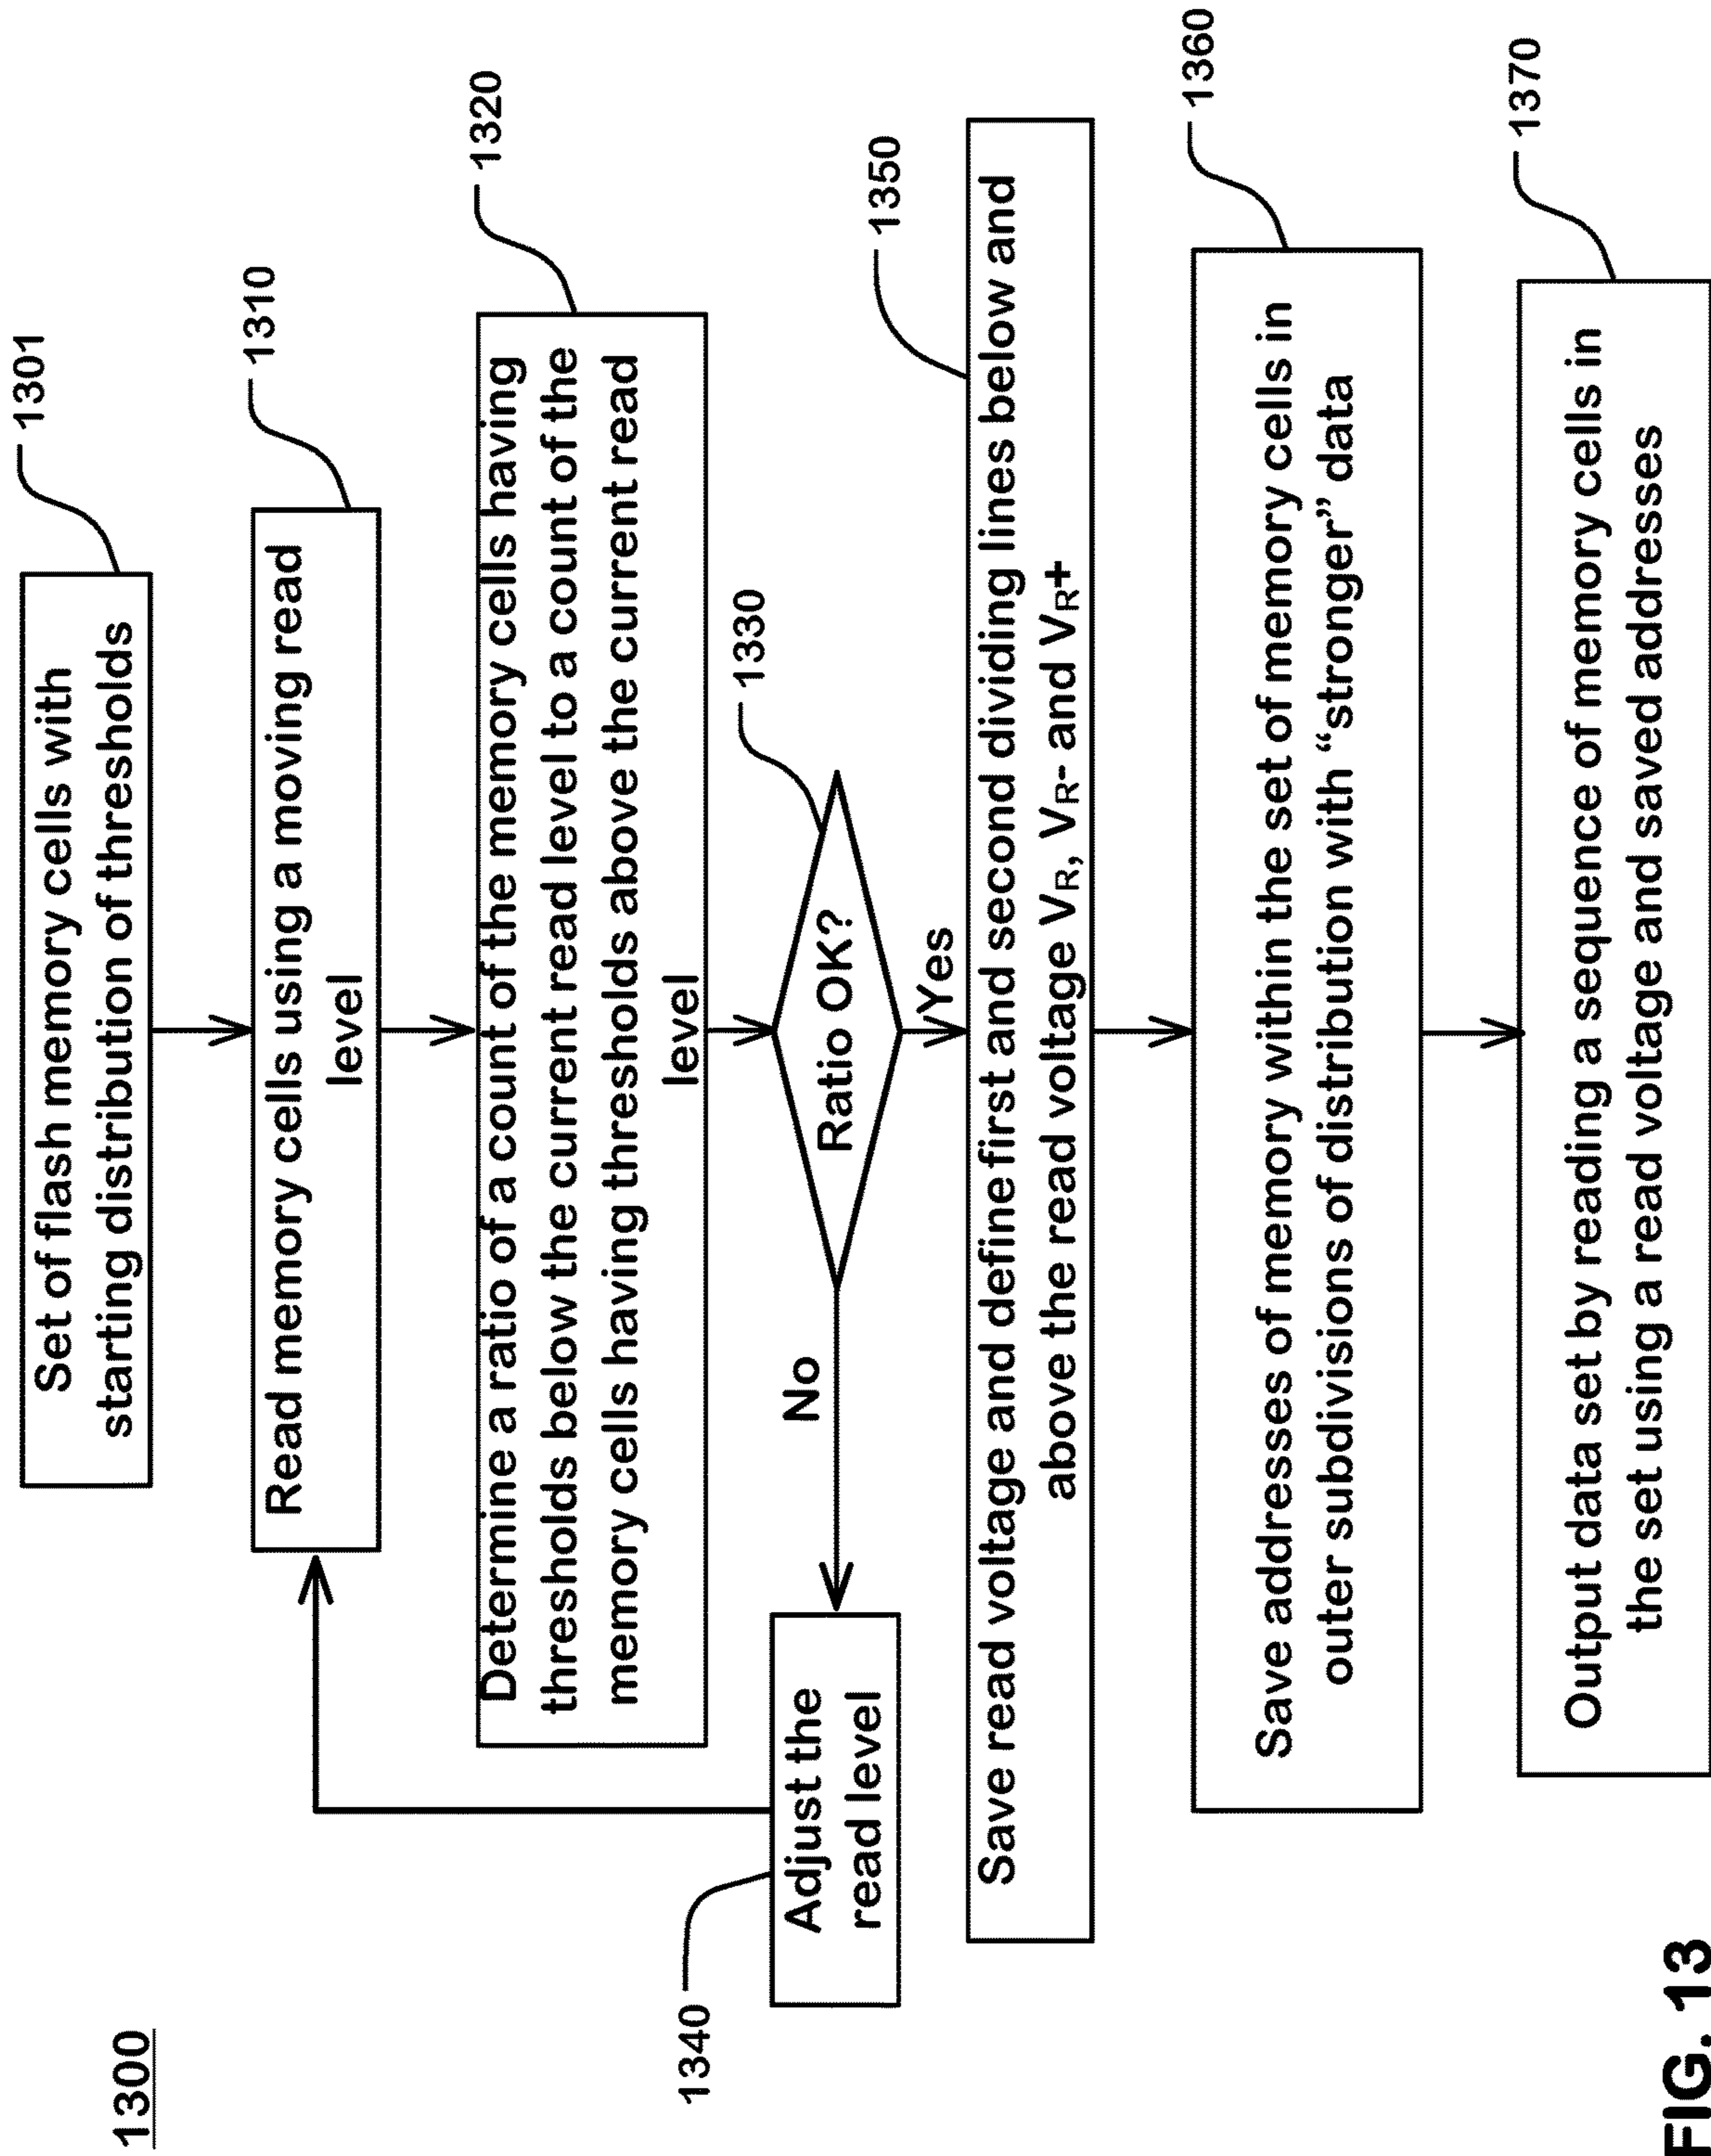 1300
Set of flash memory cells with
starting distribution of thresholds
1301
Read memory cells using a moving read
level
1310
Determine a ratio of a count of the memory cells having
thresholds below the current read level to a count of the
memory cells having thresholds above the current read
level
1320
Ratio OK?
1330
No
Yes
Adjust the
read level
1340
Save read voltage and define first and second dividing lines below and
above the read voltage VR, VR- and VR+
1350
Save addresses of memory within the set of memory cells in
outer subdivisions of distribution with “stronger” data
1360
Output data set by reading a sequence of memory cells in
the set using a read voltage and saved addresses
1370
FIG. 13